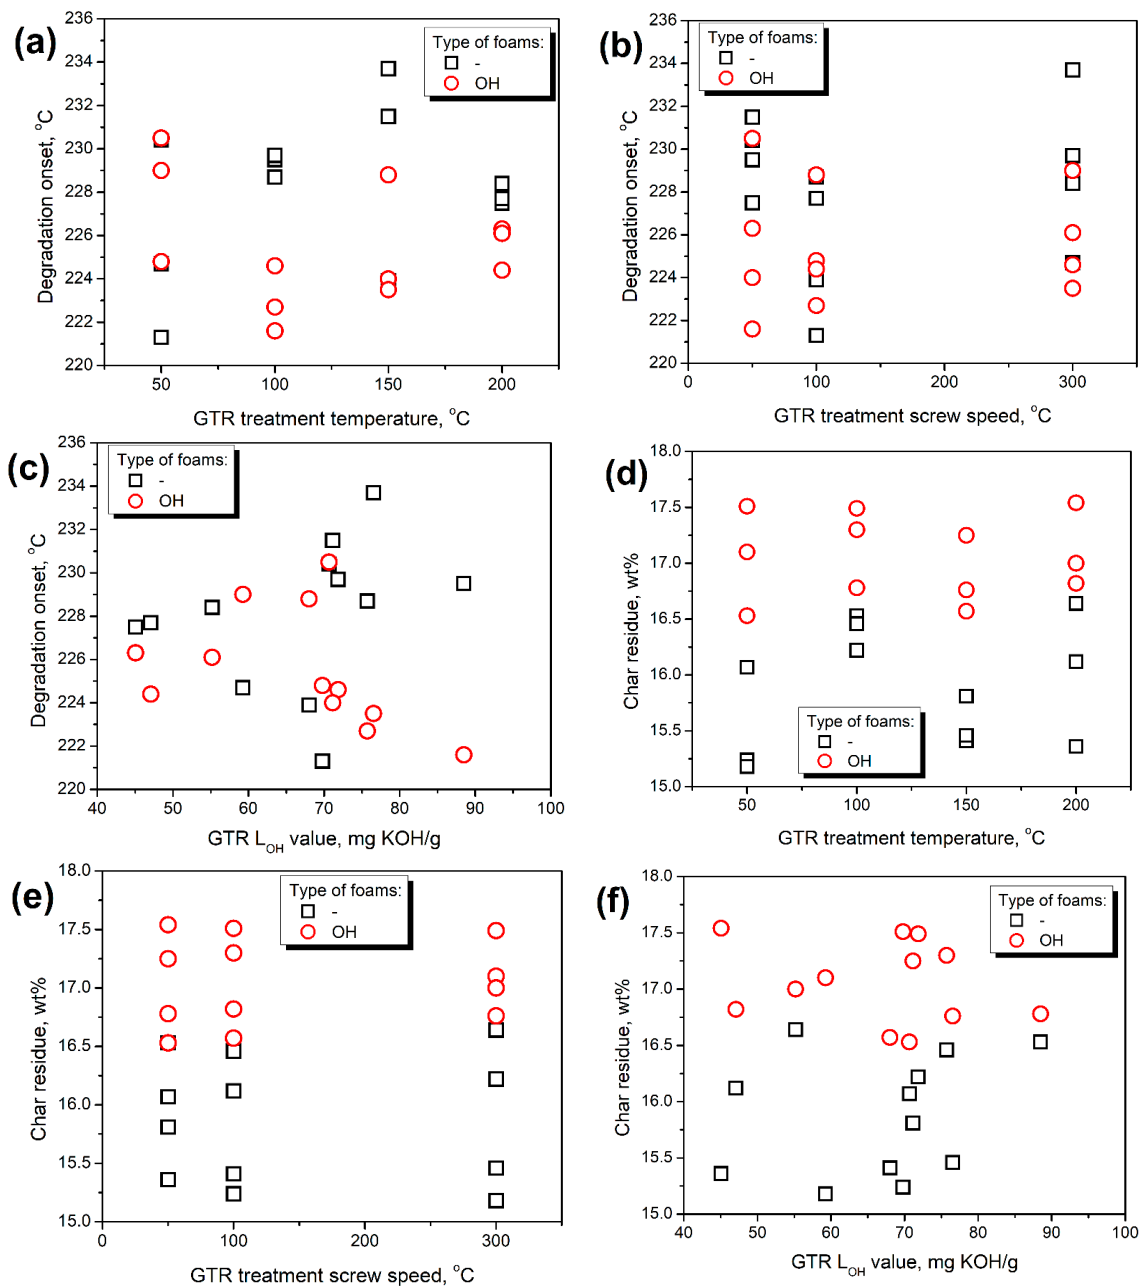 (a)
236
234
232
230
228
226
224
222
220
Degradation onset, °C
Type of foams:
-
OH
50
100
150
200
GTR treatment temperature, °C
(b)
236
234
232
230
228
226
224
222
220
Degradation onset, °C
Type of foams:
-
OH
0
100
200
300
GTR treatment screw speed, °C
(c)
236
234
232
230
228
226
224
222
220
Degradation onset, °C
Type of foams:
-
OH
40
50
60
70
80
90
100
GTR L_OH value, mg KOH/g
(d)
18.0
17.5
17.0
16.5
16.0
15.5
15.0
Char residue, wt%
Type of foams:
-
OH
50
100
150
200
GTR treatment temperature, °C
(e)
18.0
17.5
17.0
16.5
16.0
15.5
15.0
Char residue, wt%
Type of foams:
-
OH
0
100
200
300
GTR treatment screw speed, °C
(f)
18.0
17.5
17.0
16.5
16.0
15.5
15.0
Char residue, wt%
Type of foams:
-
OH
40
50
60
70
80
90
100
GTR L_OH value, mg KOH/g